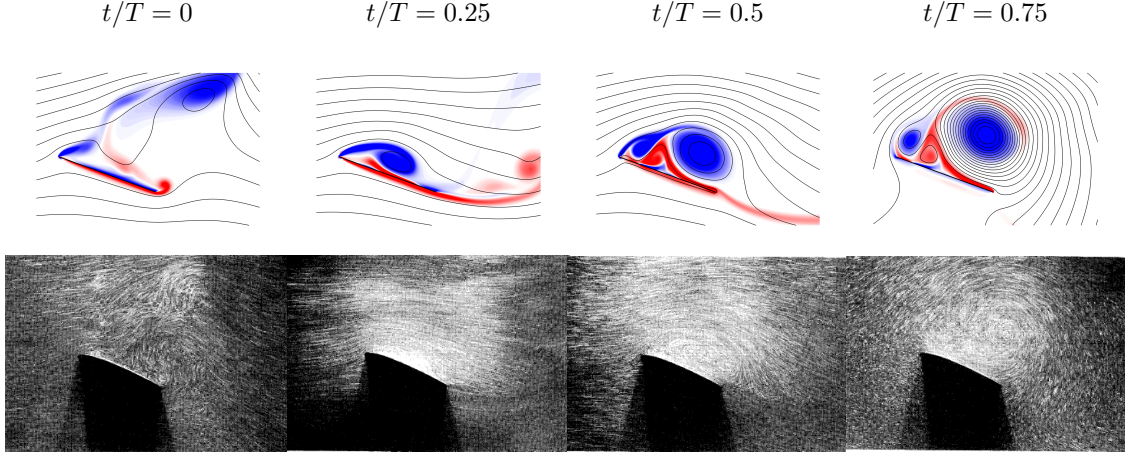 t/T = 0
t/T = 0.25
t/T = 0.5
t/T = 0.75